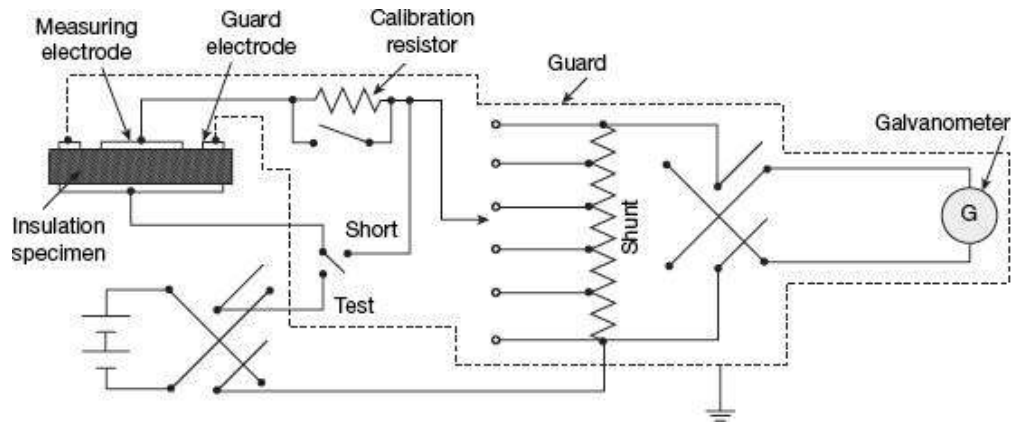 Measuring
electrode
Guard
electrode
Calibration
resistor
Guard
Galvanometer
G
Insulation
specimen
Short
Test
Shunt